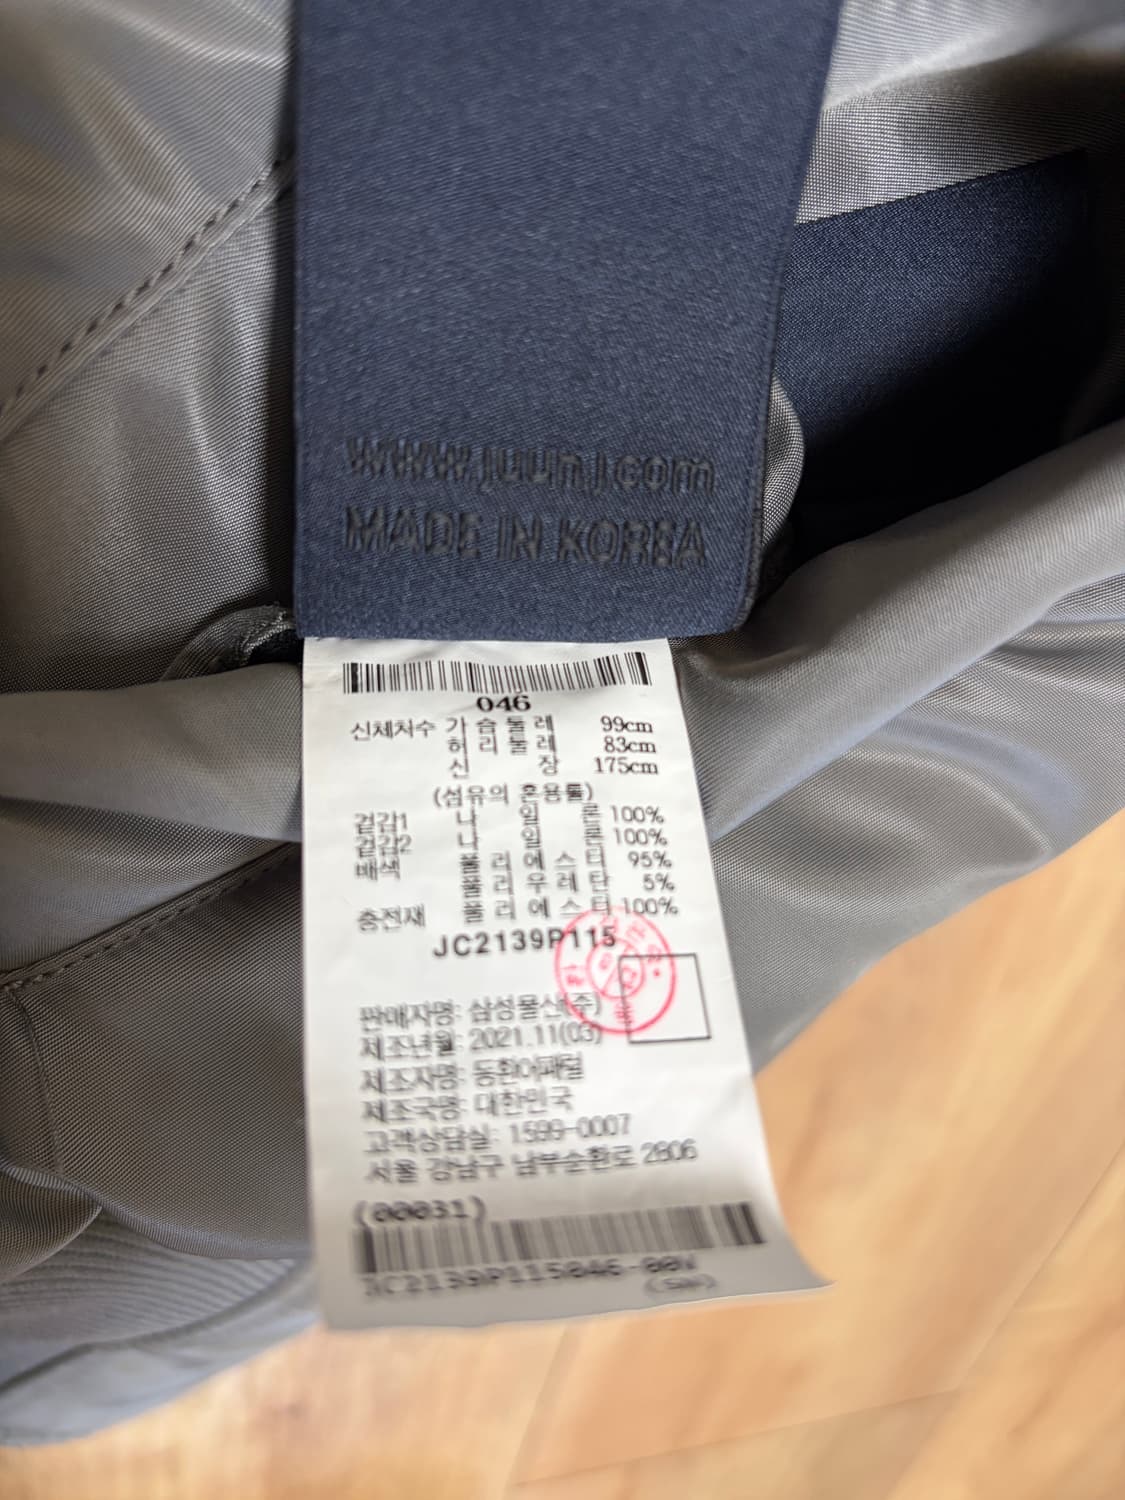 www.juunj.com
MADE IN KOREA
046
신체치수 가슴둘레 99cm
허리둘레 83cm
신장 175cm
(섬유의 혼용률)
겉감1 나일론 100%
겉감2 나일론 100%
배색 폴리에스터 95%
폴리우레탄 5%
충전재 폴리에스터 100%
JC2139P115
판매자명: 삼성물산(주)
제조년월: 2021.11(03)
제조자명: 동환어패럴
제조국명: 대한민국
고객상담실: 1599-0007
서울 강남구 남부순환로 2806
(00031)
JC2139P115046-00W